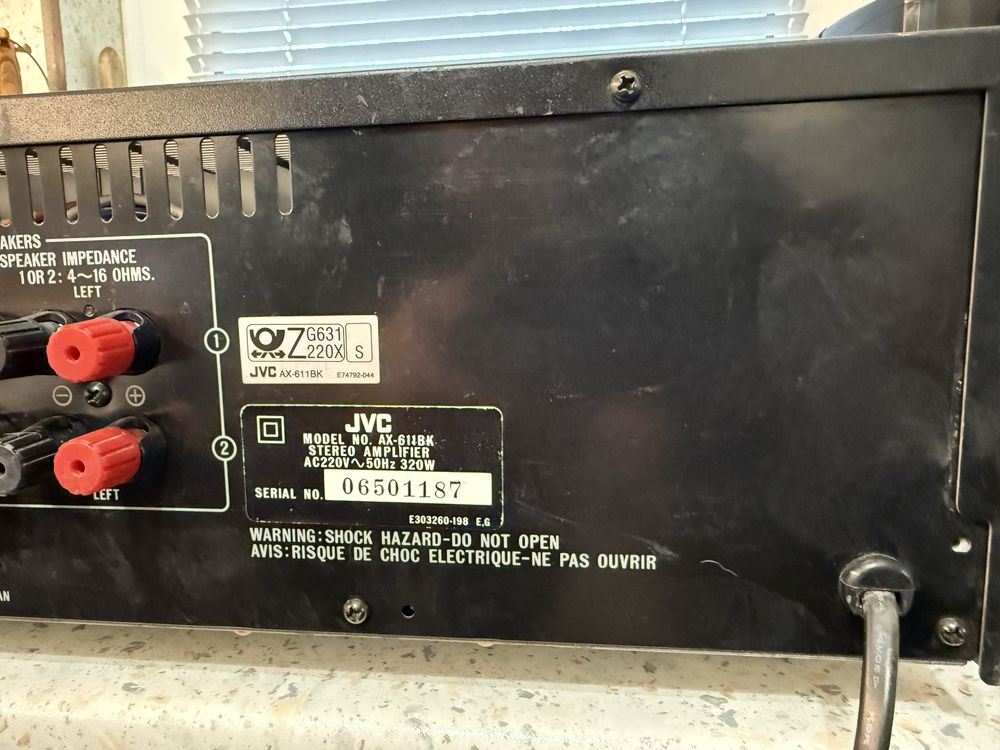 AKERS
SPEAKER IMPEDANCE
1 OR 2: 4～16 OHMS.
LEFT
1
⊖ ⊕
2
LEFT
Z G631
220X S
JVC AX-611BK E74792-044
JVC
MODEL NO. AX-611BK
STEREO AMPLIFIER
AC220V～50Hz 320W
SERIAL NO. 06501187
E303260-198 E,G
WARNING:SHOCK HAZARD-DO NOT OPEN
AVIS:RISQUE DE CHOC ELECTRIQUE-NE PAS OUVRIR
AN